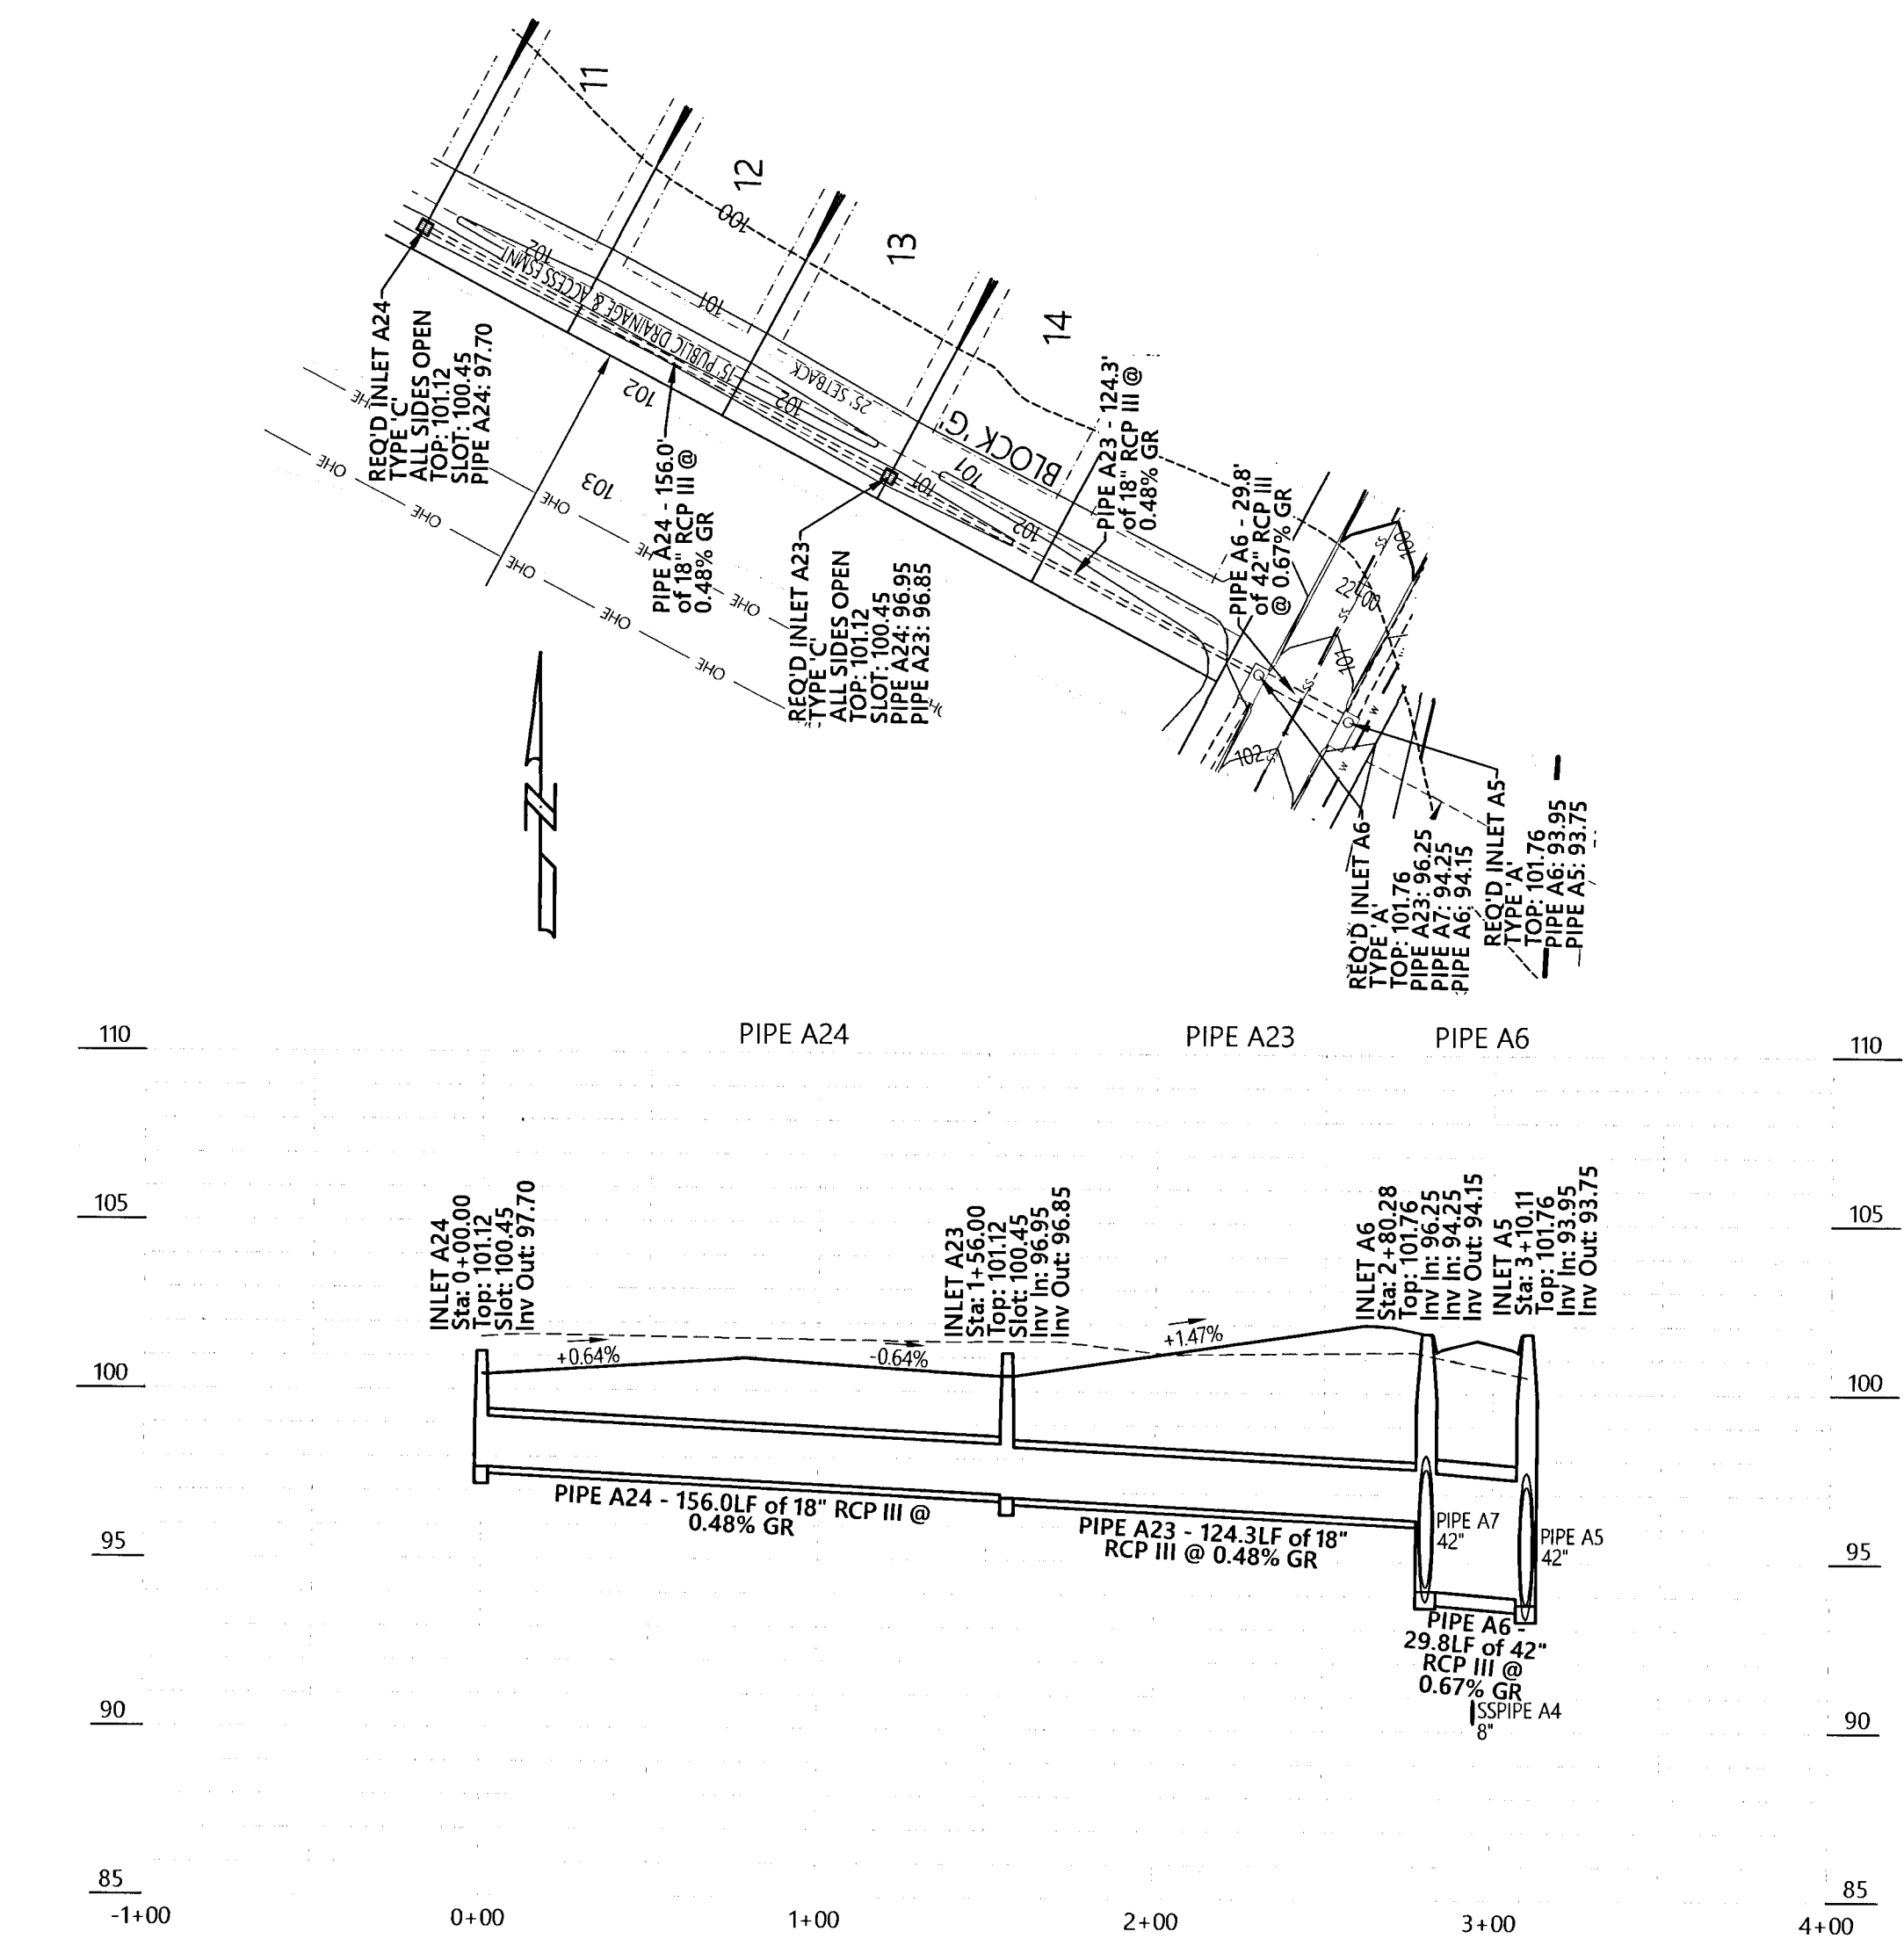 11
12
100
13
14
102
101
15' PUBLIC DRAINAGE & ACCESS ESMNT
25' SETBACK
102
BLOCK 'G'
101
101
102
102
103
OHE
OHE
OHE
OHE
OHE
OHE
OHE
OHE
REQ'D INLET A24
TYPE 'C'
ALL SIDES OPEN
TOP: 101.12
SLOT: 100.45
PIPE A24: 97.70
PIPE A24 - 156.0'
of 18" RCP III @
0.48% GR
REQ'D INLET A23
TYPE 'C'
ALL SIDES OPEN
TOP: 101.12
SLOT: 100.45
PIPE A24: 96.95
PIPE A23: 96.85
PIPE A23 - 124.3'
of 18" RCP III @
0.48% GR
PIPE A6 - 29.8'
of 42" RCP III
@ 0.67% GR
100
100
101
102
SS
SS
SS
SS
W
W
W
REQ'D INLET A6
TYPE 'A'
TOP: 101.76
PIPE A23: 96.25
PIPE A7: 94.25
PIPE A6: 94.15
REQ'D INLET A5
TYPE 'A'
TOP: 101.76
PIPE A6: 93.95
PIPE A5: 93.75
N
PIPE A24
PIPE A23
PIPE A6
110
110
105
105
100
100
95
95
90
90
85
85
INLET A24
Sta: 0+00.00
Top: 101.12
Slot: 100.45
Inv Out: 97.70
INLET A23
Sta: 1+56.00
Top: 101.12
Slot: 100.45
Inv In: 96.95
Inv Out: 96.85
INLET A6
Sta: 2+80.28
Top: 101.76
Inv In: 96.25
Inv In: 94.25
Inv Out: 94.15
INLET A5
Sta: 3+10.11
Top: 101.76
Inv In: 93.95
Inv Out: 93.75
+0.64%
-0.64%
+1.47%
PIPE A24 - 156.0LF of 18" RCP III @
0.48% GR
PIPE A23 - 124.3LF of 18"
RCP III @ 0.48% GR
PIPE A7
42"
PIPE A5
42"
PIPE A6 -
29.8LF of 42"
RCP III @
0.67% GR
SSPIPE A4
8"
-1+00
0+00
1+00
2+00
3+00
4+00